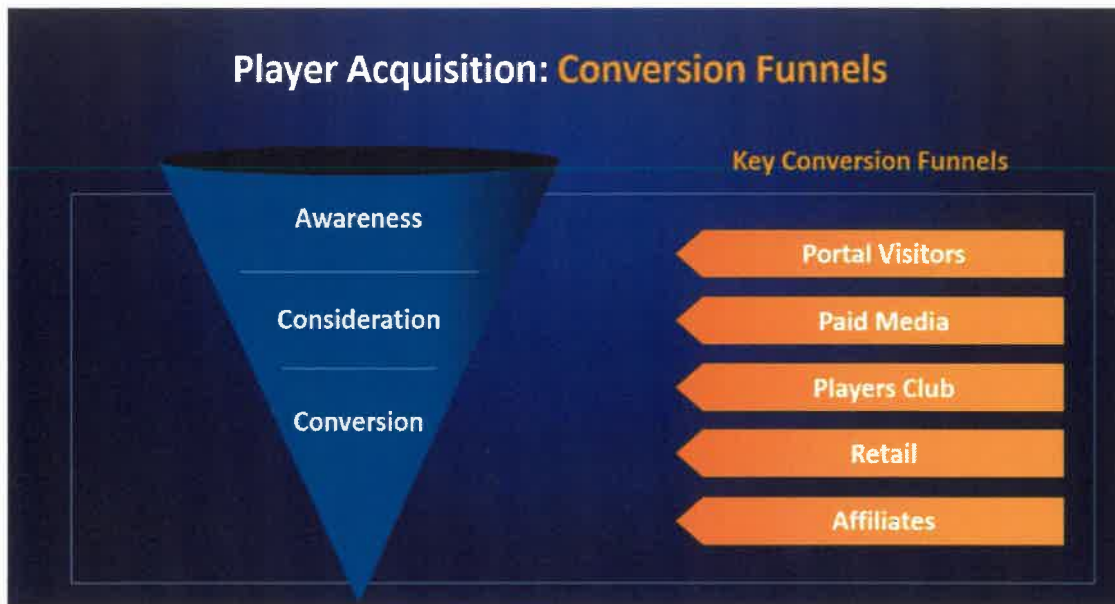 Player Acquisition: Conversion Funnels
Key Conversion Funnels
Awareness
Consideration
Conversion
Portal Visitors
Paid Media
Players Club
Retail
Affiliates